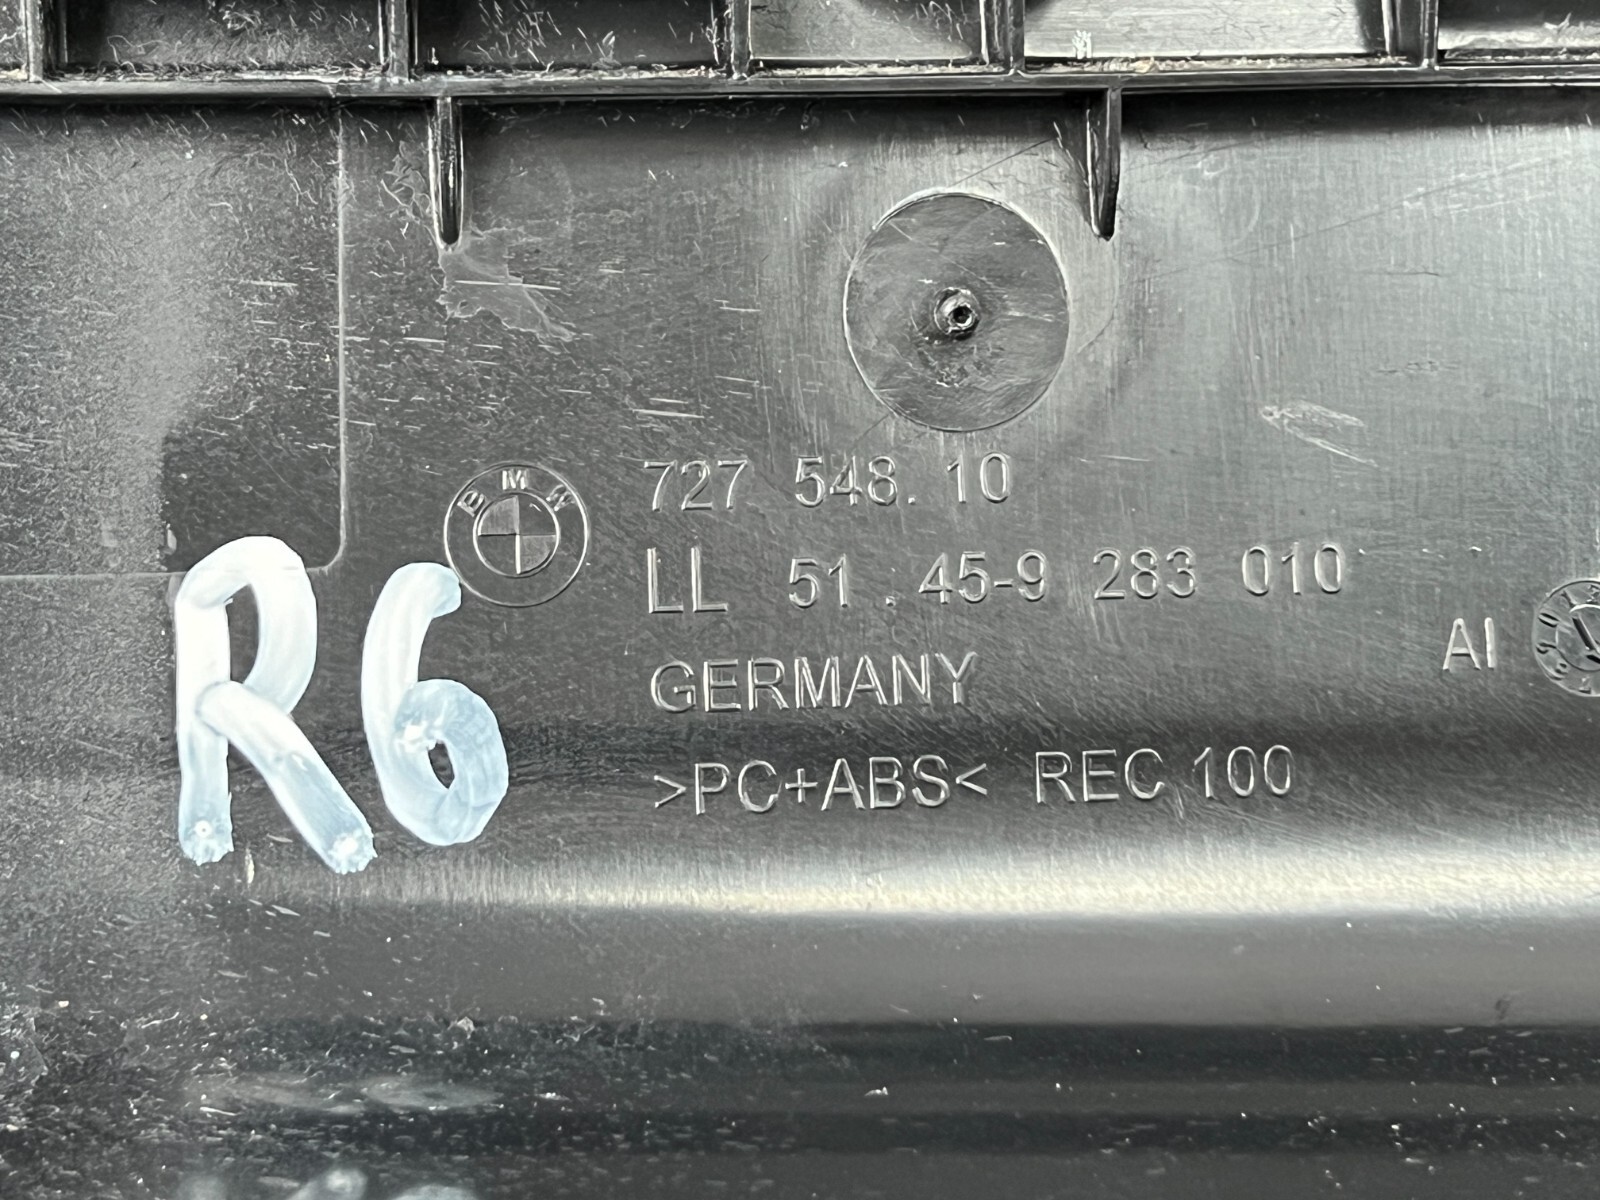 BMW
727 548.10
LL 51.45-9 283 010
GERMANY
>PC+ABS< REC 100
AI
R6